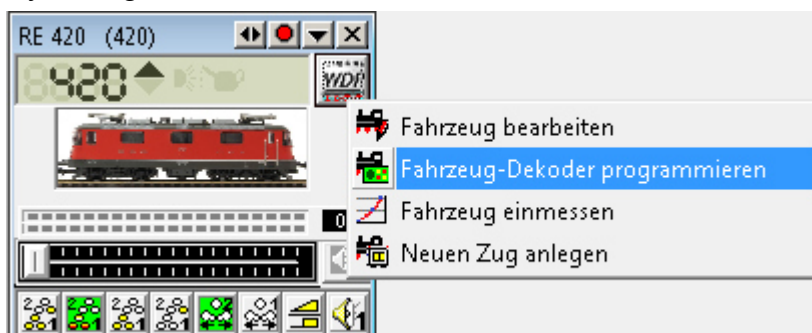 RE 420 (420)
420
WDP
Fahrzeug bearbeiten
Fahrzeug-Dekoder programmieren
Fahrzeug einmessen
Neuen Zug anlegen
0